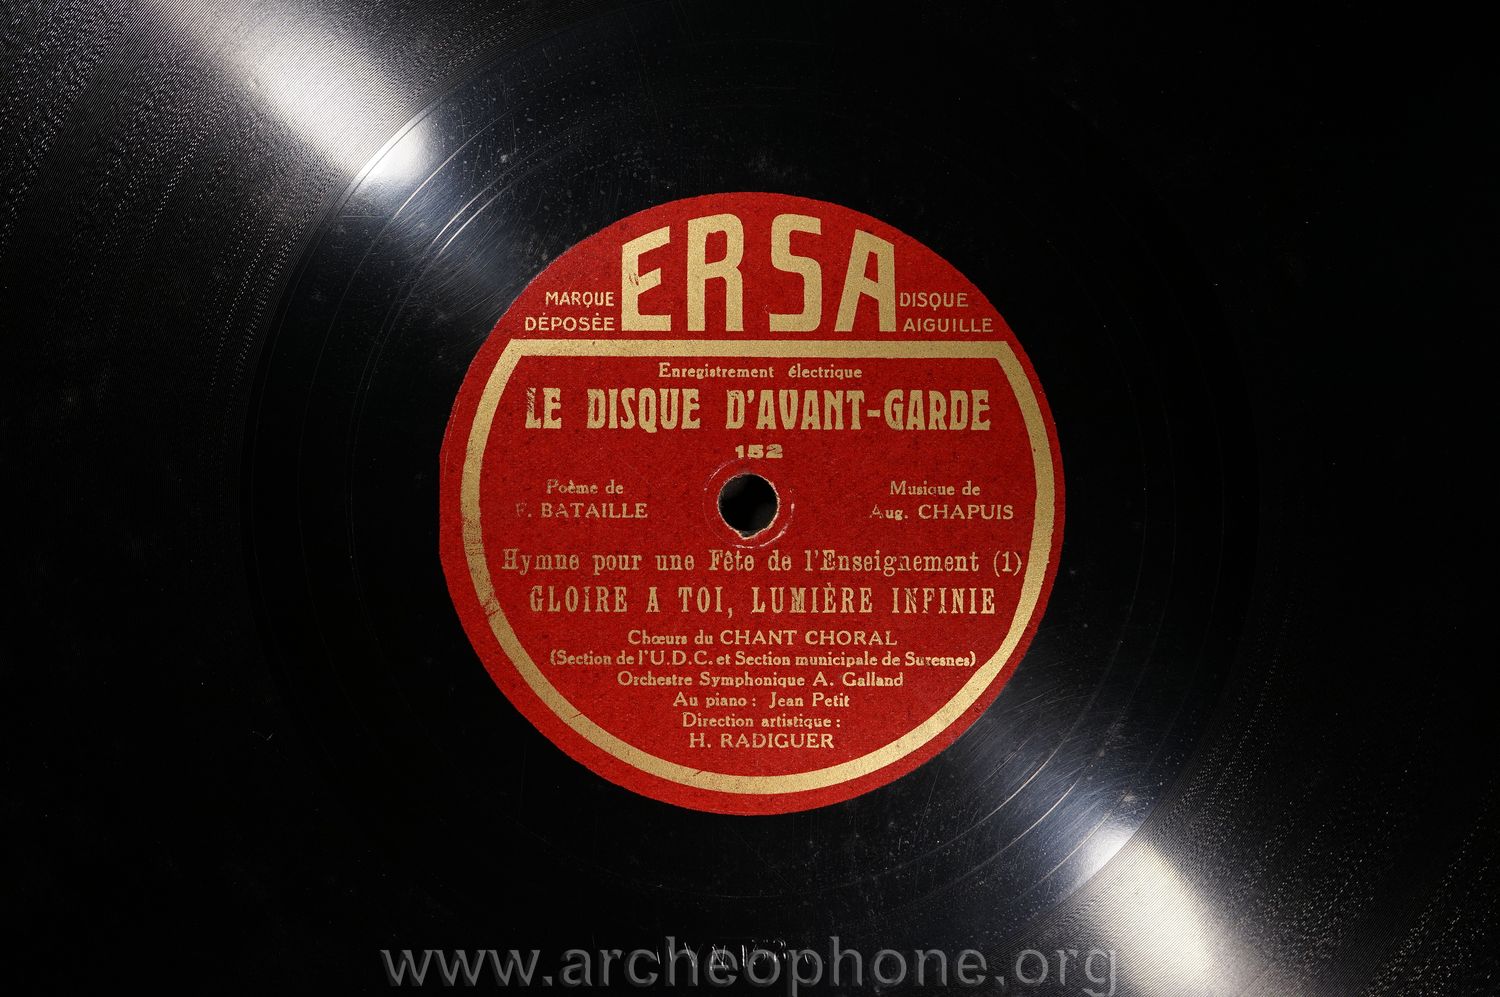 ERSA
MARQUE DÉPOSÉE
DISQUE AIGUILLE
Enregistrement électrique
LE DISQUE D'AVANT-GARDE
152
Poème de
F. BATAILLE
Musique de
Aug. CHAPUIS
Hymne pour une Fête de l'Enseignement (1)
GLOIRE A TOI, LUMIÈRE INFINIE
Chœurs du CHANT CHORAL
(Section de l'U.D.C. et Section municipale de Suresnes)
Orchestre Symphonique A. Galland
Au piano : Jean Petit
Direction artistique :
H. RADIGUER
www.archeophone.org